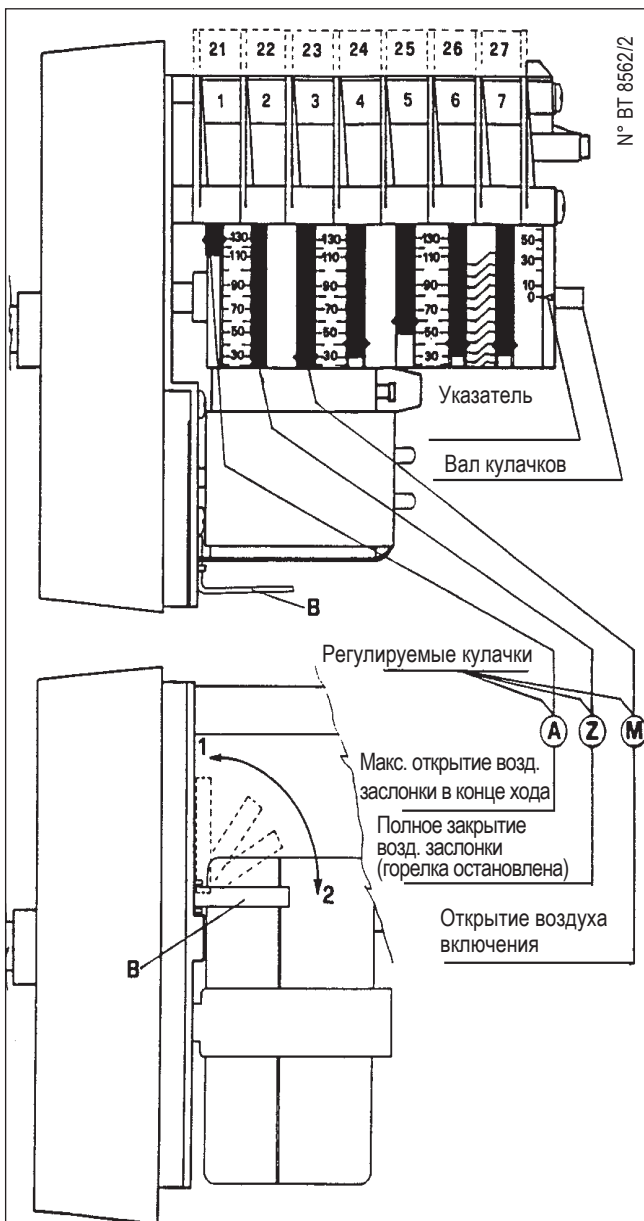 N° BT 8562/2
21 22 23 24 25 26 27
1 2 3 4 5 6 7
130 130 130 50
110 110 110 30
90 90 90 10
70 70 70 0
50 50 50
30 30 30
Указатель
Вал кулачков
B
Регулируемые кулачки
A Z M
Макс. открытие возд.
заслонки в конце хода
Полное закрытие
возд. заслонки
(горелка остановлена)
Открытие воздуха
включения
1
2
B